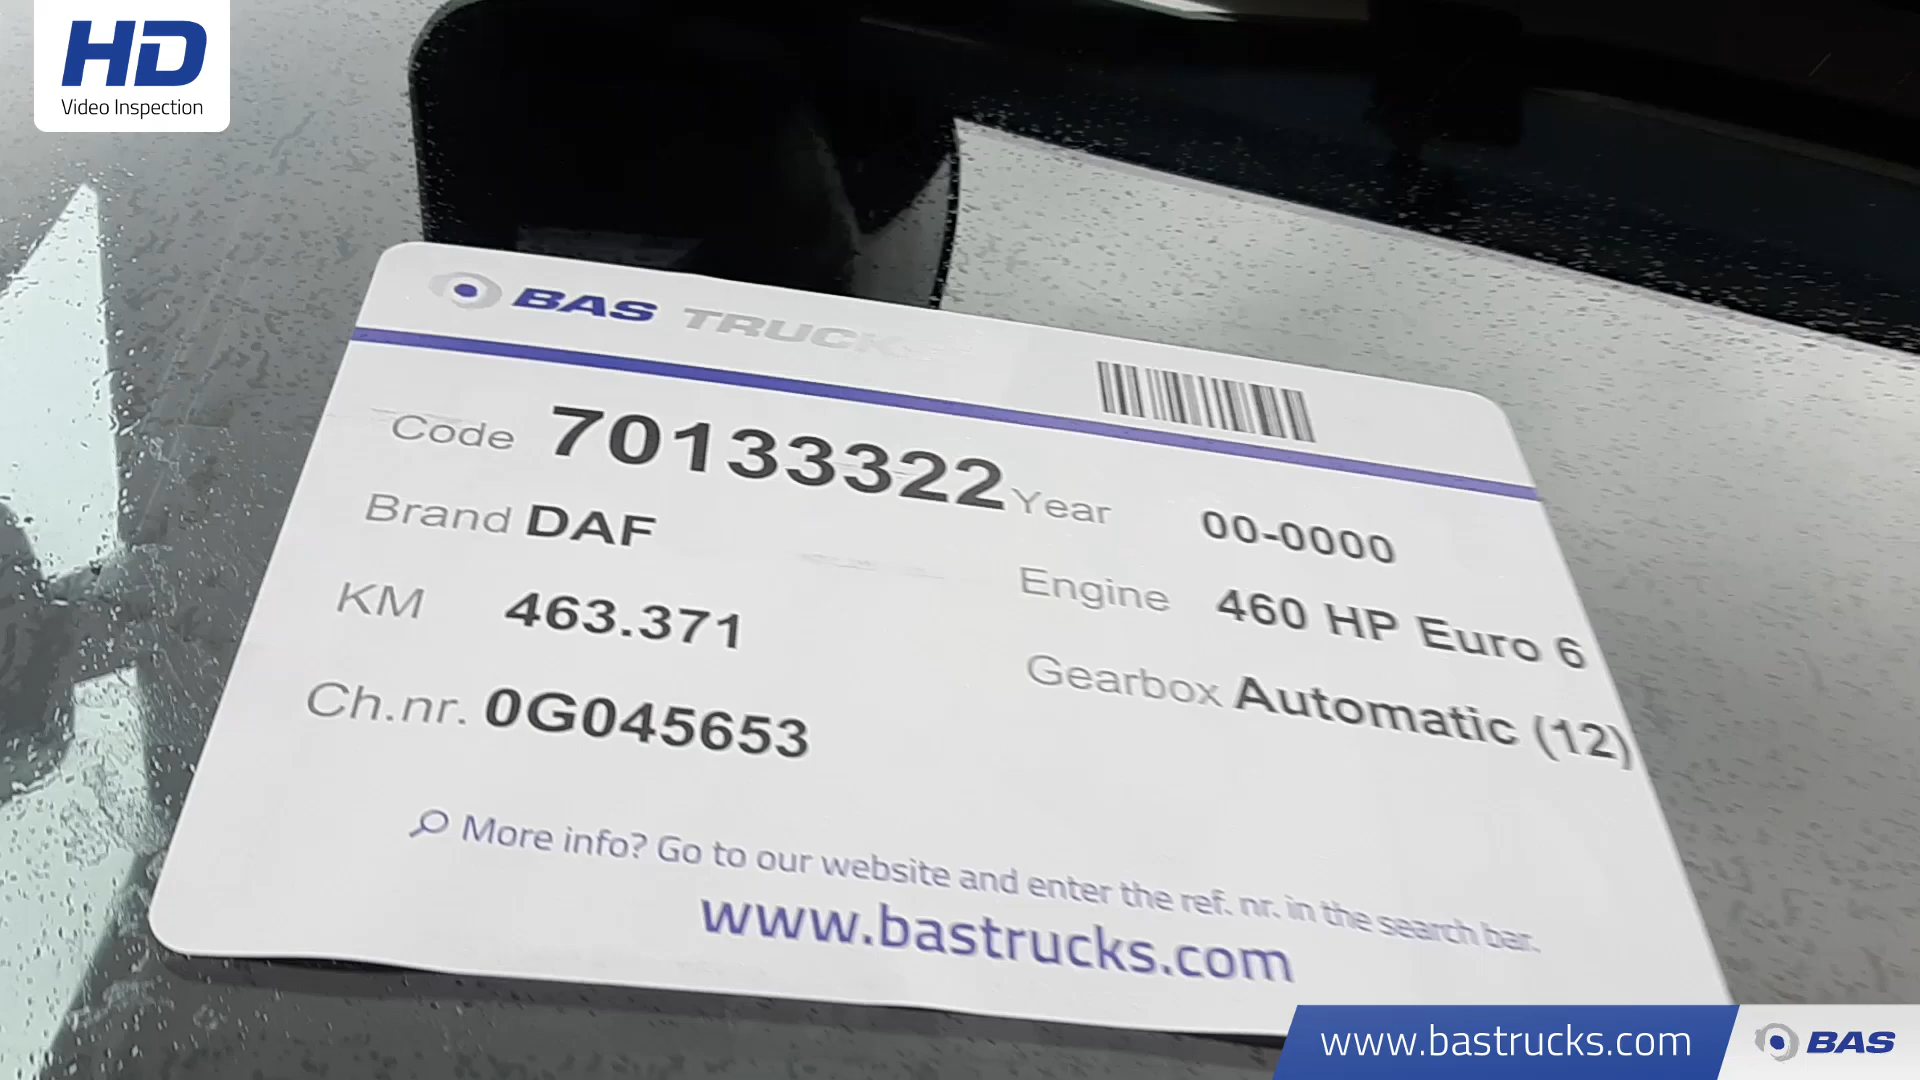 HD
Video Inspection
BAS TRUCKS
Code 70133322
Year 00-0000
Brand DAF
Engine 460 HP Euro 6
KM 463.371
Gearbox Automatic (12)
Ch.nr. 0G045653
More info? Go to our website and enter the ref. nr. in the search bar.
www.bastrucks.com
www.bastrucks.com
BAS